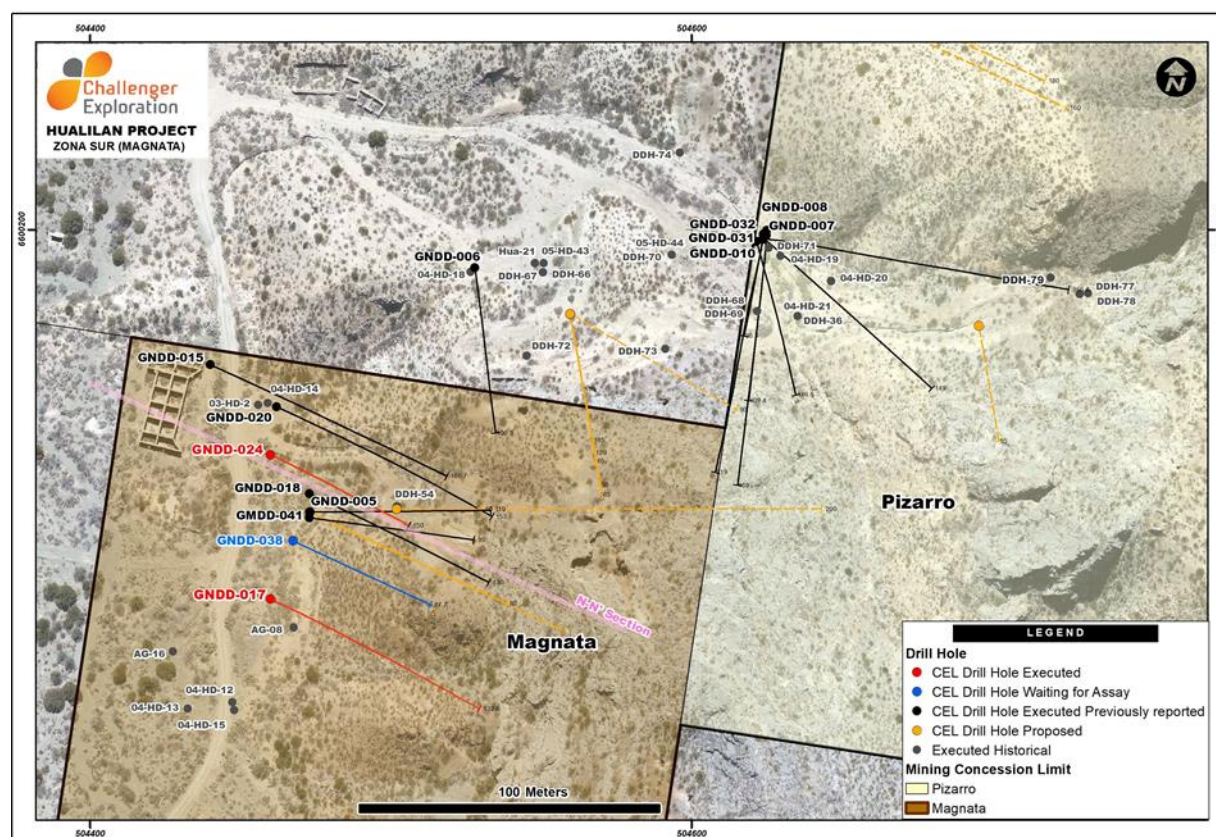 504400
504600
Challenger
Exploration
HUALILAN PROJECT
ZONA SUR (MAGNATA)
N
180
160
DDH-74
GNDD-008
6600200
GNDD-032
GNDD-007
GNDD-031
05-HD-44
DDH-71
GNDD-006
Hua-21
05-HD-43
DDH-70
GNDD-010
04-HD-19
04-HD-18
DDH-67
DDH-66
04-HD-20
DDH-79
DDH-77
DDH-78
DDH-68
DDH-69
04-HD-21
DDH-36
DDH-72
DDH-73
GNDD-015
04-HD-14
03-HD-2
GNDD-020
GNDD-024
GNDD-018
GNDD-005
DDH-54
GMDD-041
200
GNDD-038
Pizarro
GNDD-017
N-N' Section
Magnata
AG-08
AG-16
04-HD-12
04-HD-13
04-HD-15
100 Meters
LEGEND
Drill Hole
CEL Drill Hole Executed
CEL Drill Hole Waiting for Assay
CEL Drill Hole Executed Previously reported
CEL Drill Hole Proposed
Executed Historical
Mining Concession Limit
Pizarro
Magnata
504400
504600